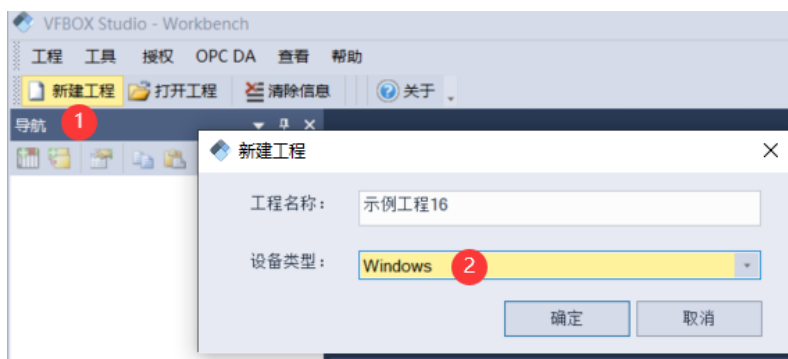 VFBOX Studio - Workbench
工程 工具 授权 OPC DA 查看 帮助
新建工程 打开工程 清除信息 关于
导航 1
新建工程
工程名称： 示例工程16
设备类型： Windows 2
确定 取消